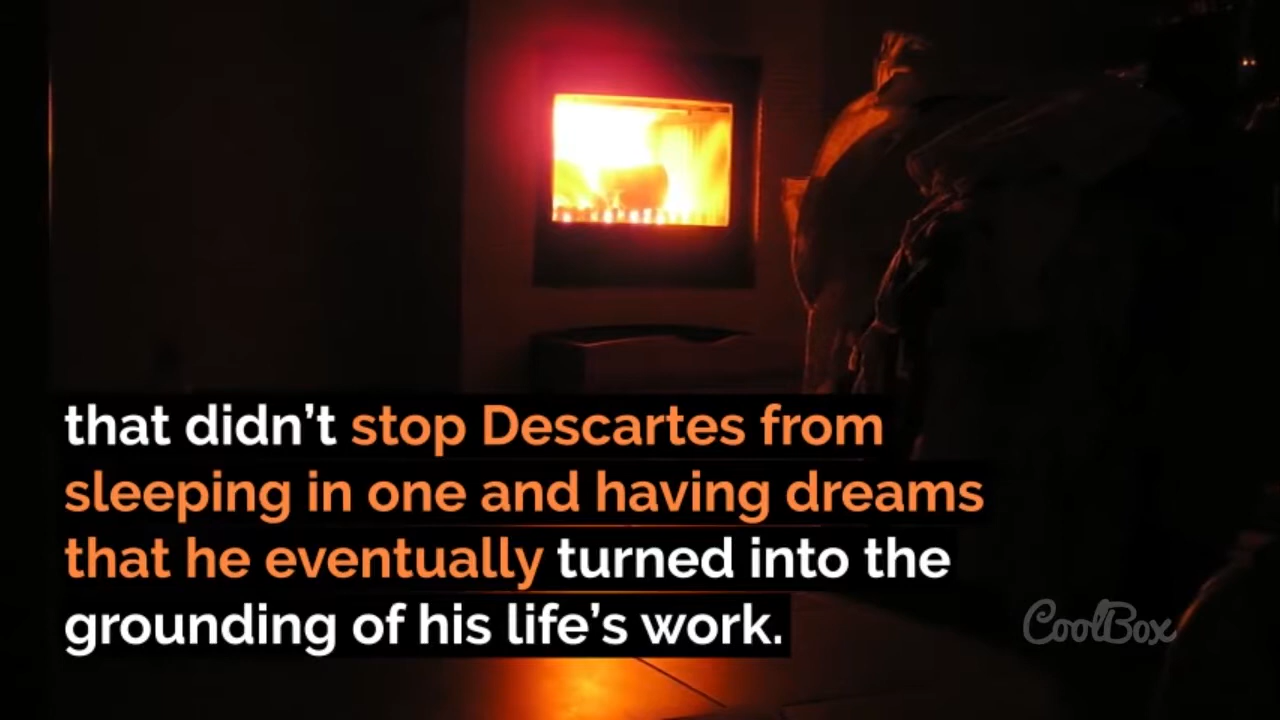 that didn’t stop Descartes from
sleeping in one and having dreams
that he eventually turned into the
grounding of his life’s work.
CoolBox